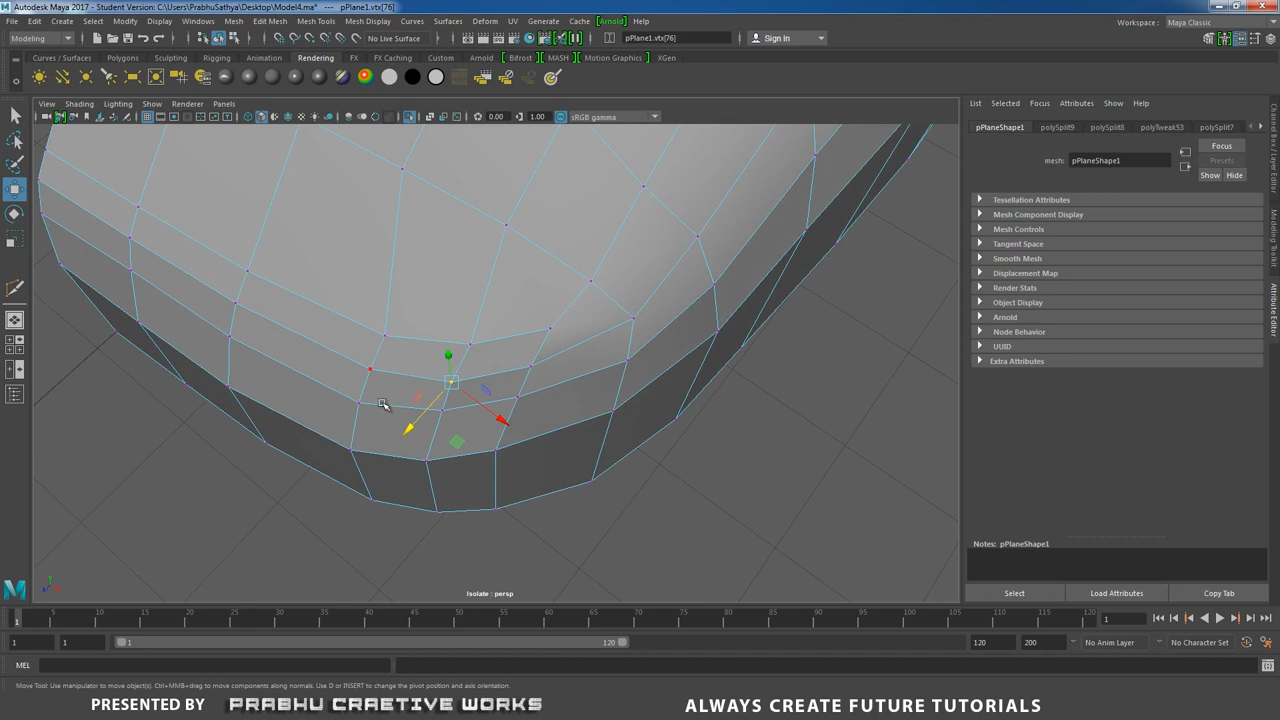 Autodesk Maya 2017 - Student Version: C:\Users\PrabhuSathya\Desktop\Model4.ma* --- pPlane1.vtx[76]
File Edit Create Select Modify Display Windows Mesh Edit Mesh Mesh Tools Mesh Display Curves Surfaces Deform UV Generate Cache [Arnold] Help
Workspace : Maya Classic
Modeling No Live Surface pPlane1.vtx[76] Sign In
Curves / Surfaces Polygons Sculpting Rigging Animation Rendering FX FX Caching Custom Arnold Bifrost MASH Motion Graphics XGen
View Shading Lighting Show Renderer Panels
0.00 1.00 sRGB gamma
List Selected Focus Attributes Show Help
pPlaneShape1 polySplit9 polySplit8 polyTweak53 polySplit7
Focus
mesh: pPlaneShape1
Presets
Show Hide
Tessellation Attributes
Mesh Component Display
Mesh Controls
Tangent Space
Smooth Mesh
Displacement Map
Render Stats
Object Display
Arnold
Node Behavior
UUID
Extra Attributes
Channel Box / Layer Editor
Modeling Toolkit
Attribute Editor
Notes: pPlaneShape1
Select Load Attributes Copy Tab
Isolate : persp
5 10 15 20 25 30 35 40 45 50 55 60 65 70 75 80 85 90 95 100 105 110 115 120
1 1
1 1 1 120 120 200 No Anim Layer No Character Set
MEL
Move Tool: Use manipulator to move object(s). Ctrl+MMB+drag to move components along normals. Use D or INSERT to change the pivot position and axis orientation.
PRESENTED BY PRABHU CRAETIVE WORKS ALWAYS CREATE FUTURE TUTORIALS